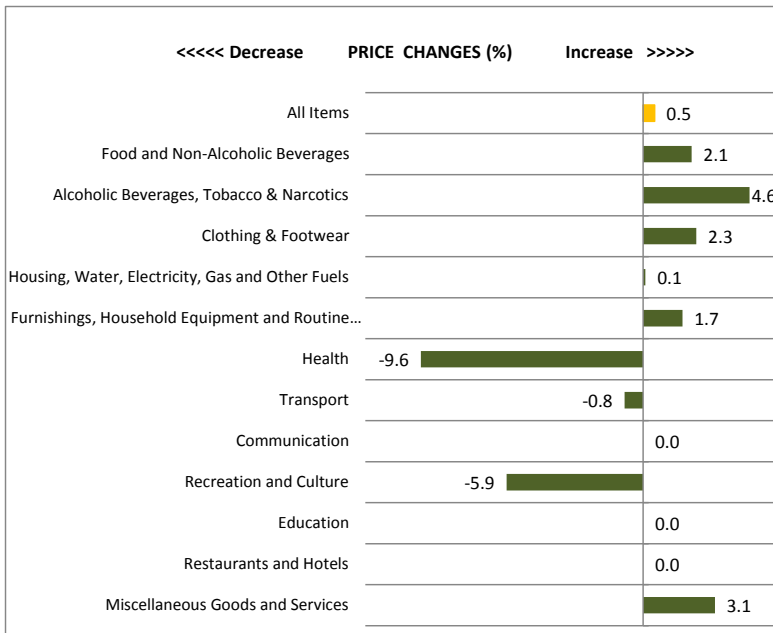 <<<<< Decrease PRICE CHANGES (%) Increase >>>>>
All Items 0.5
Food and Non-Alcoholic Beverages 2.1
Alcoholic Beverages, Tobacco & Narcotics 4.6
Clothing & Footwear 2.3
Housing, Water, Electricity, Gas and Other Fuels 0.1
Furnishings, Household Equipment and Routine... 1.7
Health -9.6
Transport -0.8
Communication 0.0
Recreation and Culture -5.9
Education 0.0
Restaurants and Hotels 0.0
Miscellaneous Goods and Services 3.1